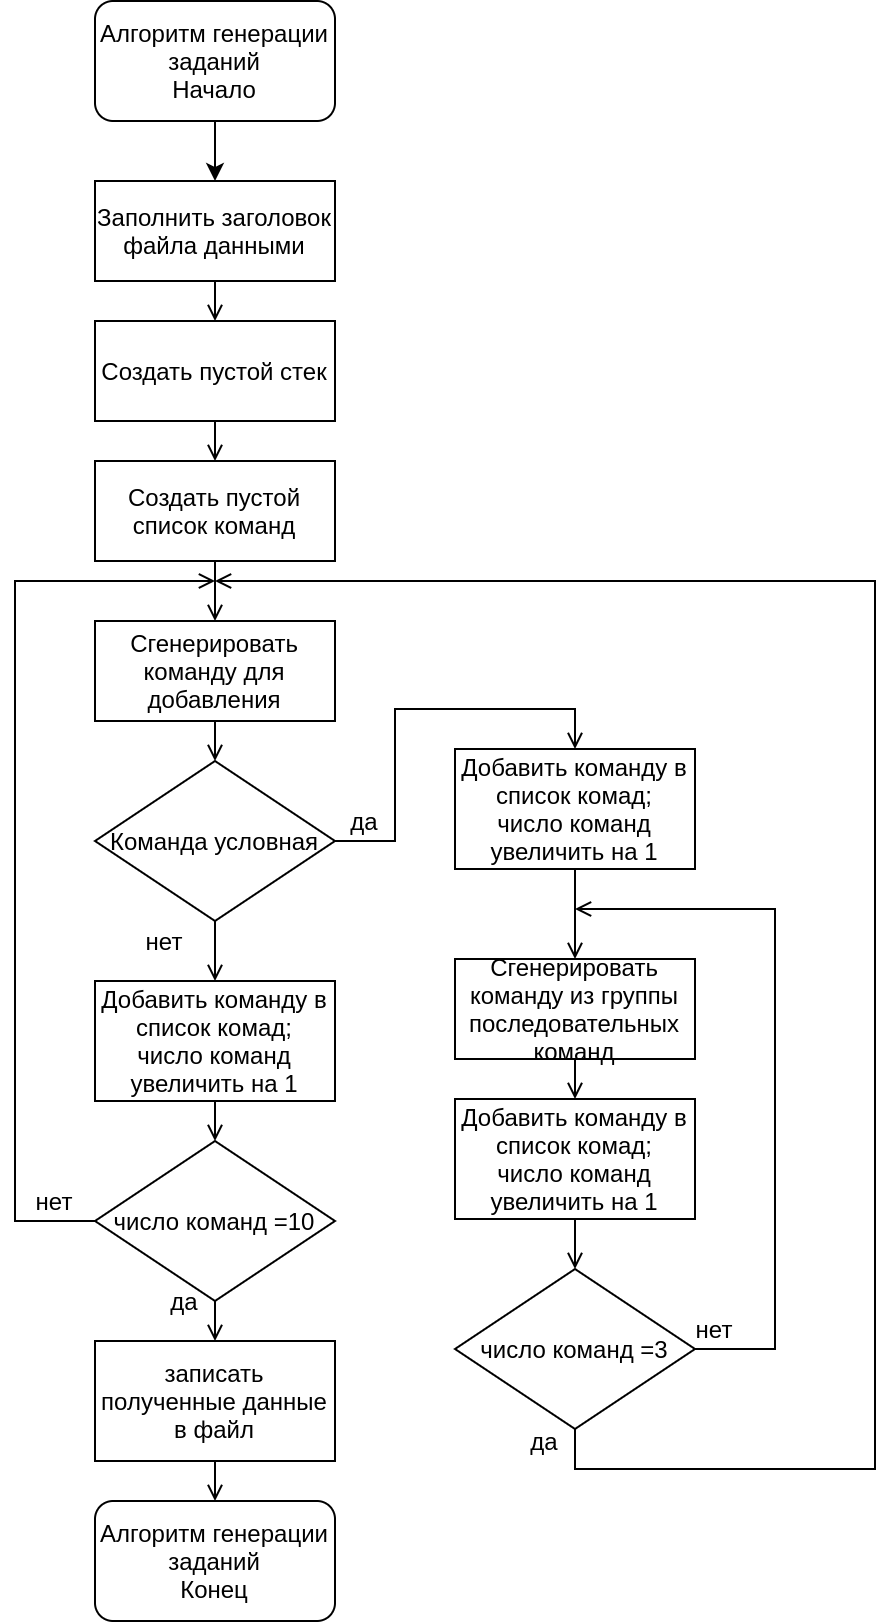 Алгоритм генерации
заданий
Начало
Заполнить заголовок
файла данными
Создать пустой стек
Создать пустой
список команд
Сгенерировать
команду для
добавления
Команда условная
да
нет
Добавить команду в
список комад;
число команд
увеличить на 1
Добавить команду в
список комад;
число команд
увеличить на 1
Сгенерировать
команду из группы
последовательных
команд
Добавить команду в
список комад;
число команд
увеличить на 1
число команд =10
нет
да
число команд =3
нет
да
записать
полученные данные
в файл
Алгоритм генерации
заданий
Конец